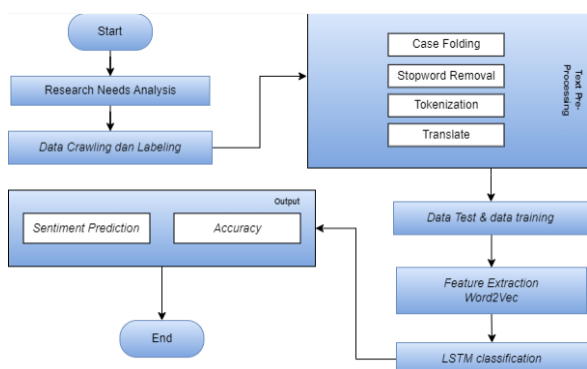 Start
Research Needs Analysis
Data Crawling dan Labeling
Case Folding
Stopword Removal
Tokenization
Translate
Text Pre-
Processing
Data Test & data training
Feature Extraction
Word2Vec
LSTM classification
Output
Sentiment Prediction
Accuracy
End